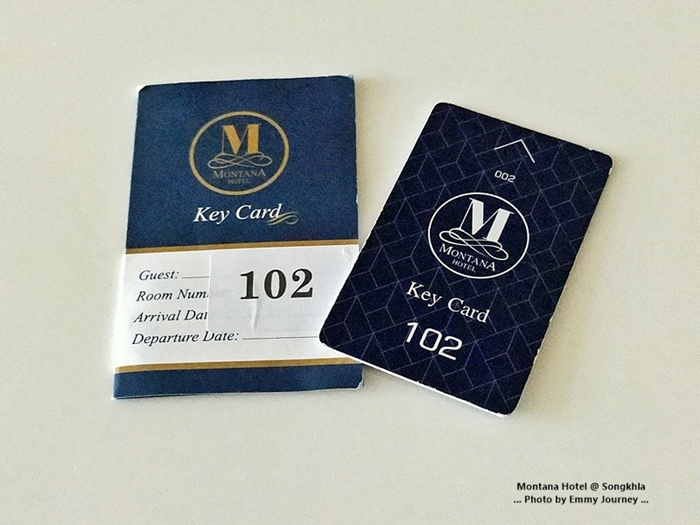 M
MONTANA
HOTEL
Key Card
Guest:
102
Room Num
Arrival Dat
Departure Date:
002
M
MONTANA
HOTEL
Key Card
102
Montana Hotel @ Songkhla
... Photo by Emmy Journey ...